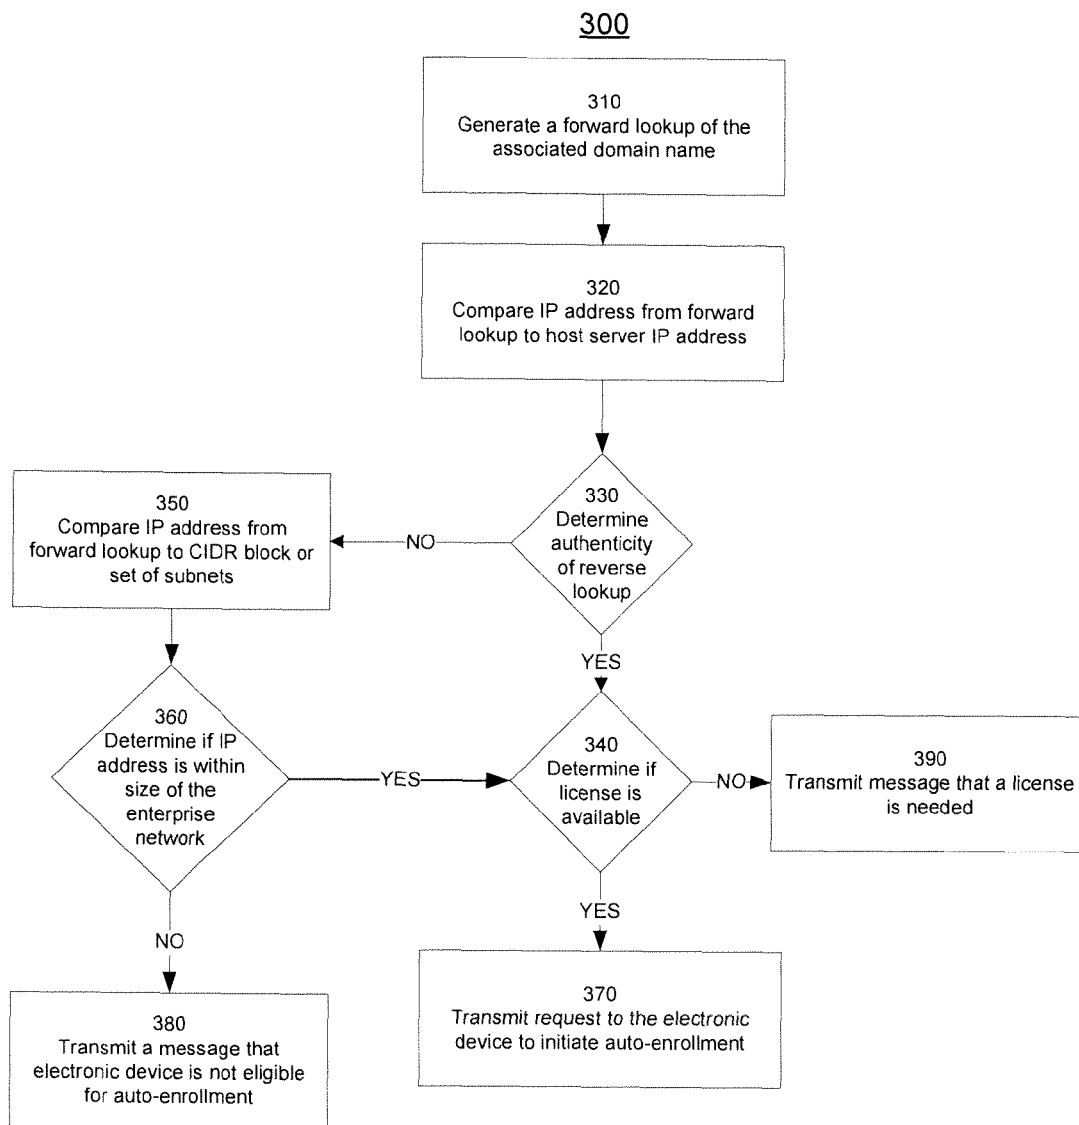 300
310
Generate a forward lookup of the
associated domain name
320
Compare IP address from forward
lookup to host server IP address
330
Determine
authenticity
of reverse
lookup
NO
350
Compare IP address from
forward lookup to CIDR block or
set of subnets
YES
360
Determine if IP
address is within
size of the
enterprise
network
YES
340
Determine if
license is
available
NO
390
Transmit message that a license
is needed
NO
YES
380
Transmit a message that
electronic device is not eligible
for auto-enrollment
370
Transmit request to the electronic
device to initiate auto-enrollment